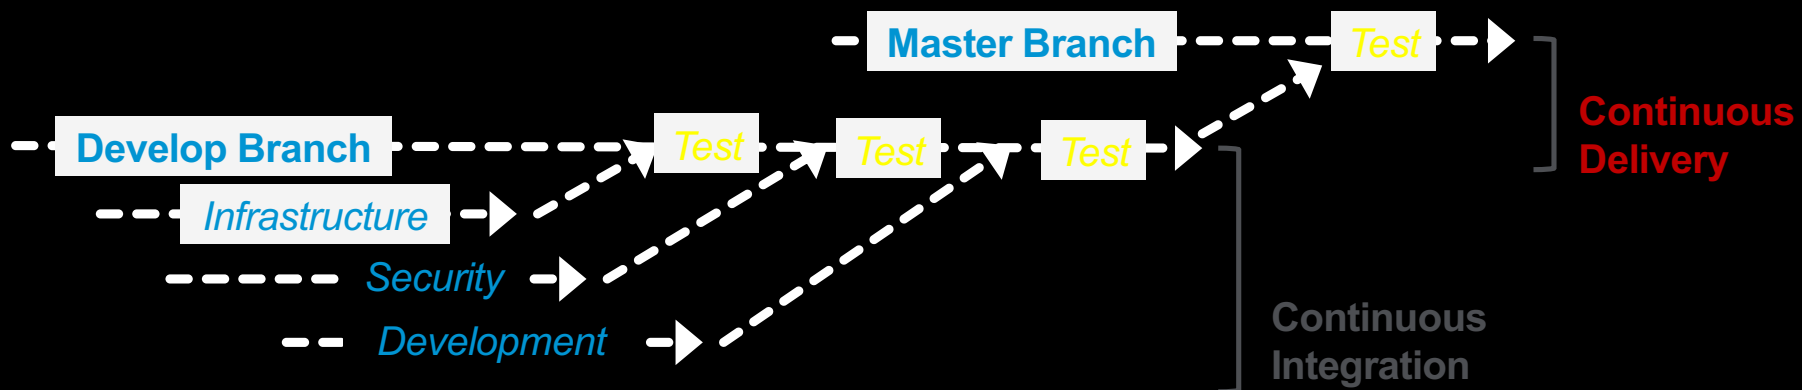 Master Branch
Test
Continuous
Delivery
Develop Branch
Test
Test
Test
Infrastructure
Security
Development
Continuous
Integration